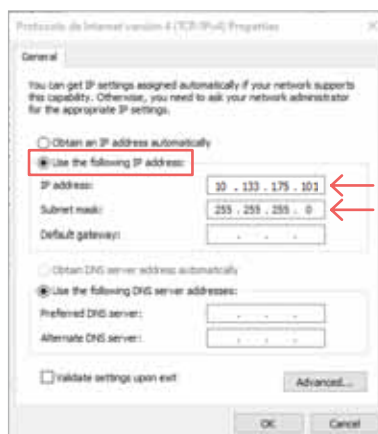 Protocolo de Internet versión 4 (TCP/IPv4) Properties
General
You can get IP settings assigned automatically if your network supports
this capability. Otherwise, you need to ask your network administrator
for the appropriate IP settings.
Obtain an IP address automatically
Use the following IP address:
IP address: 10 . 133 . 175 . 101
Subnet mask: 255 . 255 . 255 . 0
Default gateway: . . .
Obtain DNS server address automatically
Use the following DNS server addresses:
Preferred DNS server: . . .
Alternate DNS server: . . .
Validate settings upon exit
Advanced...
OK Cancel